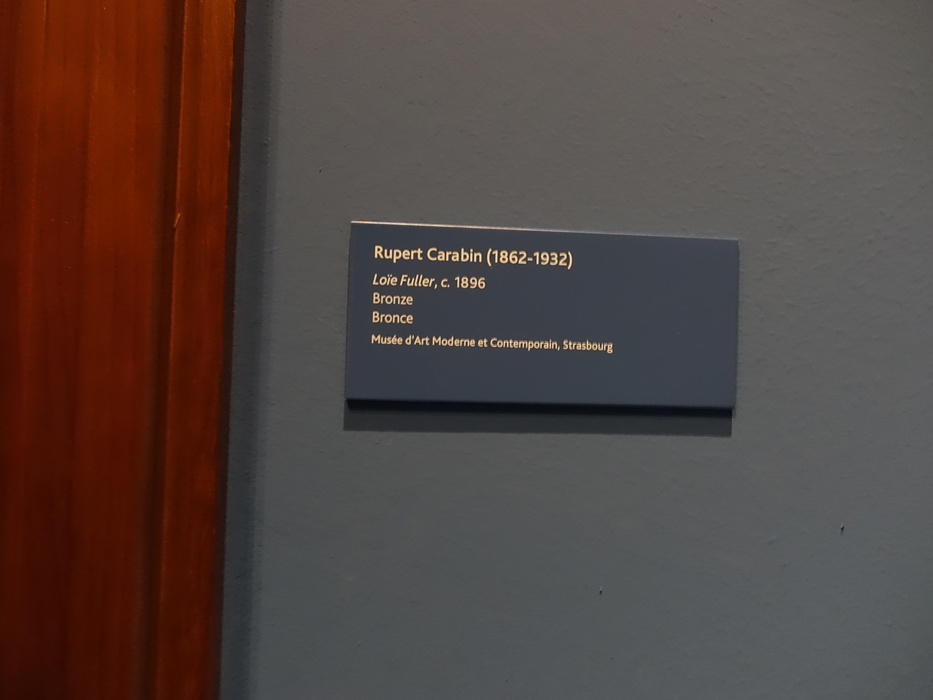 Rupert Carabin (1862-1932)
Loïe Fuller, c. 1896
Bronze
Bronce
Musée d'Art Moderne et Contemporain, Strasbourg